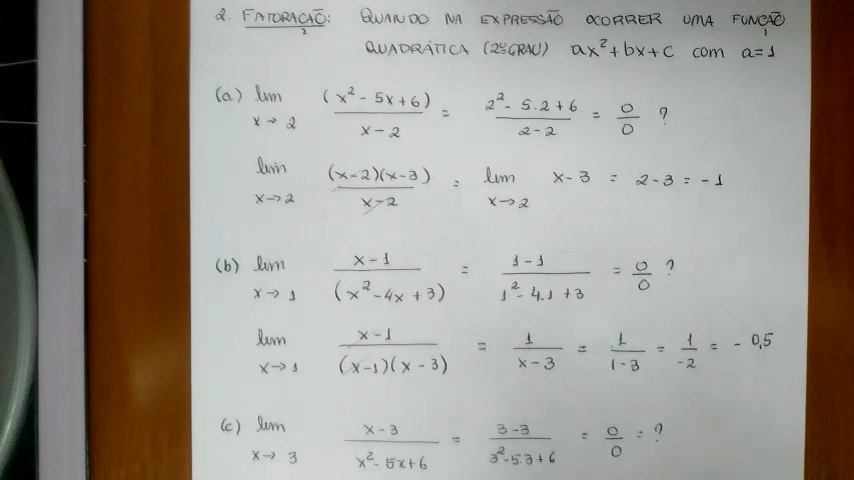 2. FATORAÇÃO: QUANDO NA EXPRESSÃO OCORRER UMA FUNÇÃO
QUADRÁTICA (2º GRAU) ax² + bx + c com a = 1
(a) lim x→2 (x² - 5x + 6) / x - 2 = 2² - 5.2 + 6 / 2 - 2 = 0/0 ?
lim x→2 (x-2)(x-3) / x-2 = lim x→2 x - 3 = 2 - 3 = -1
(b) lim x→1 x - 1 / (x² - 4x + 3) = 1 - 1 / 1² - 4.1 + 3 = 0/0 ?
lim x→1 x - 1 / (x-1)(x-3) = 1 / x - 3 = 1 / 1-3 = 1 / -2 = - 0,5
(c) lim x→3 x - 3 / x² - 5x + 6 = 3 - 3 / 3² - 5.3 + 6 = 0/0 = ?